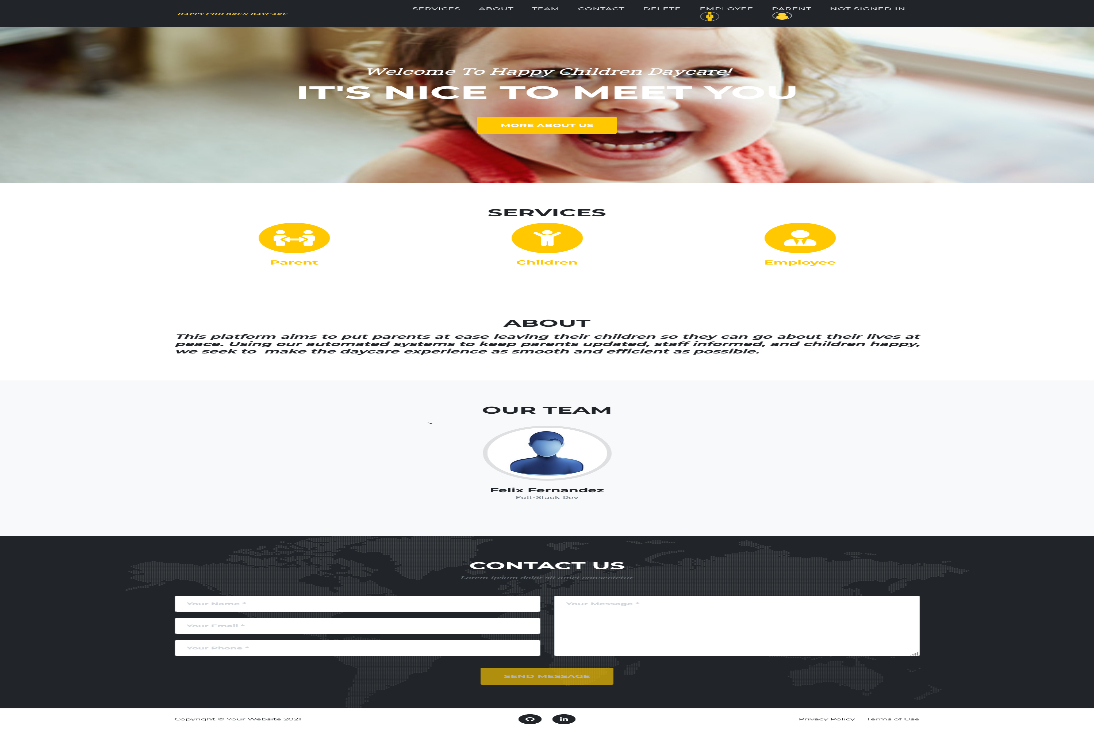 HAPPY CHILDREN DAYCARE
SERVICES ABOUT TEAM CONTACT DELETE EMPLOYEE PARENT NOT SIGNED IN
Welcome To Happy Children Daycare!
IT'S NICE TO MEET YOU
MORE ABOUT US
SERVICES
Parent Children Employee
ABOUT
This platform aims to put parents at ease leaving their children so they can go about their lives at
peace. Using our automated systems to keep parents updated, staff informed, and children happy,
we seek to make the daycare experience as smooth and efficient as possible.
OUR TEAM
Felix Fernandez
Full-Stack Dev
CONTACT US
Lorem ipsum dolor sit amet consectetur.
Your Name *
Your Message *
Your Email *
Your Phone *
SEND MESSAGE
Copyright © Your Website 2021
in
Privacy Policy Terms of Use